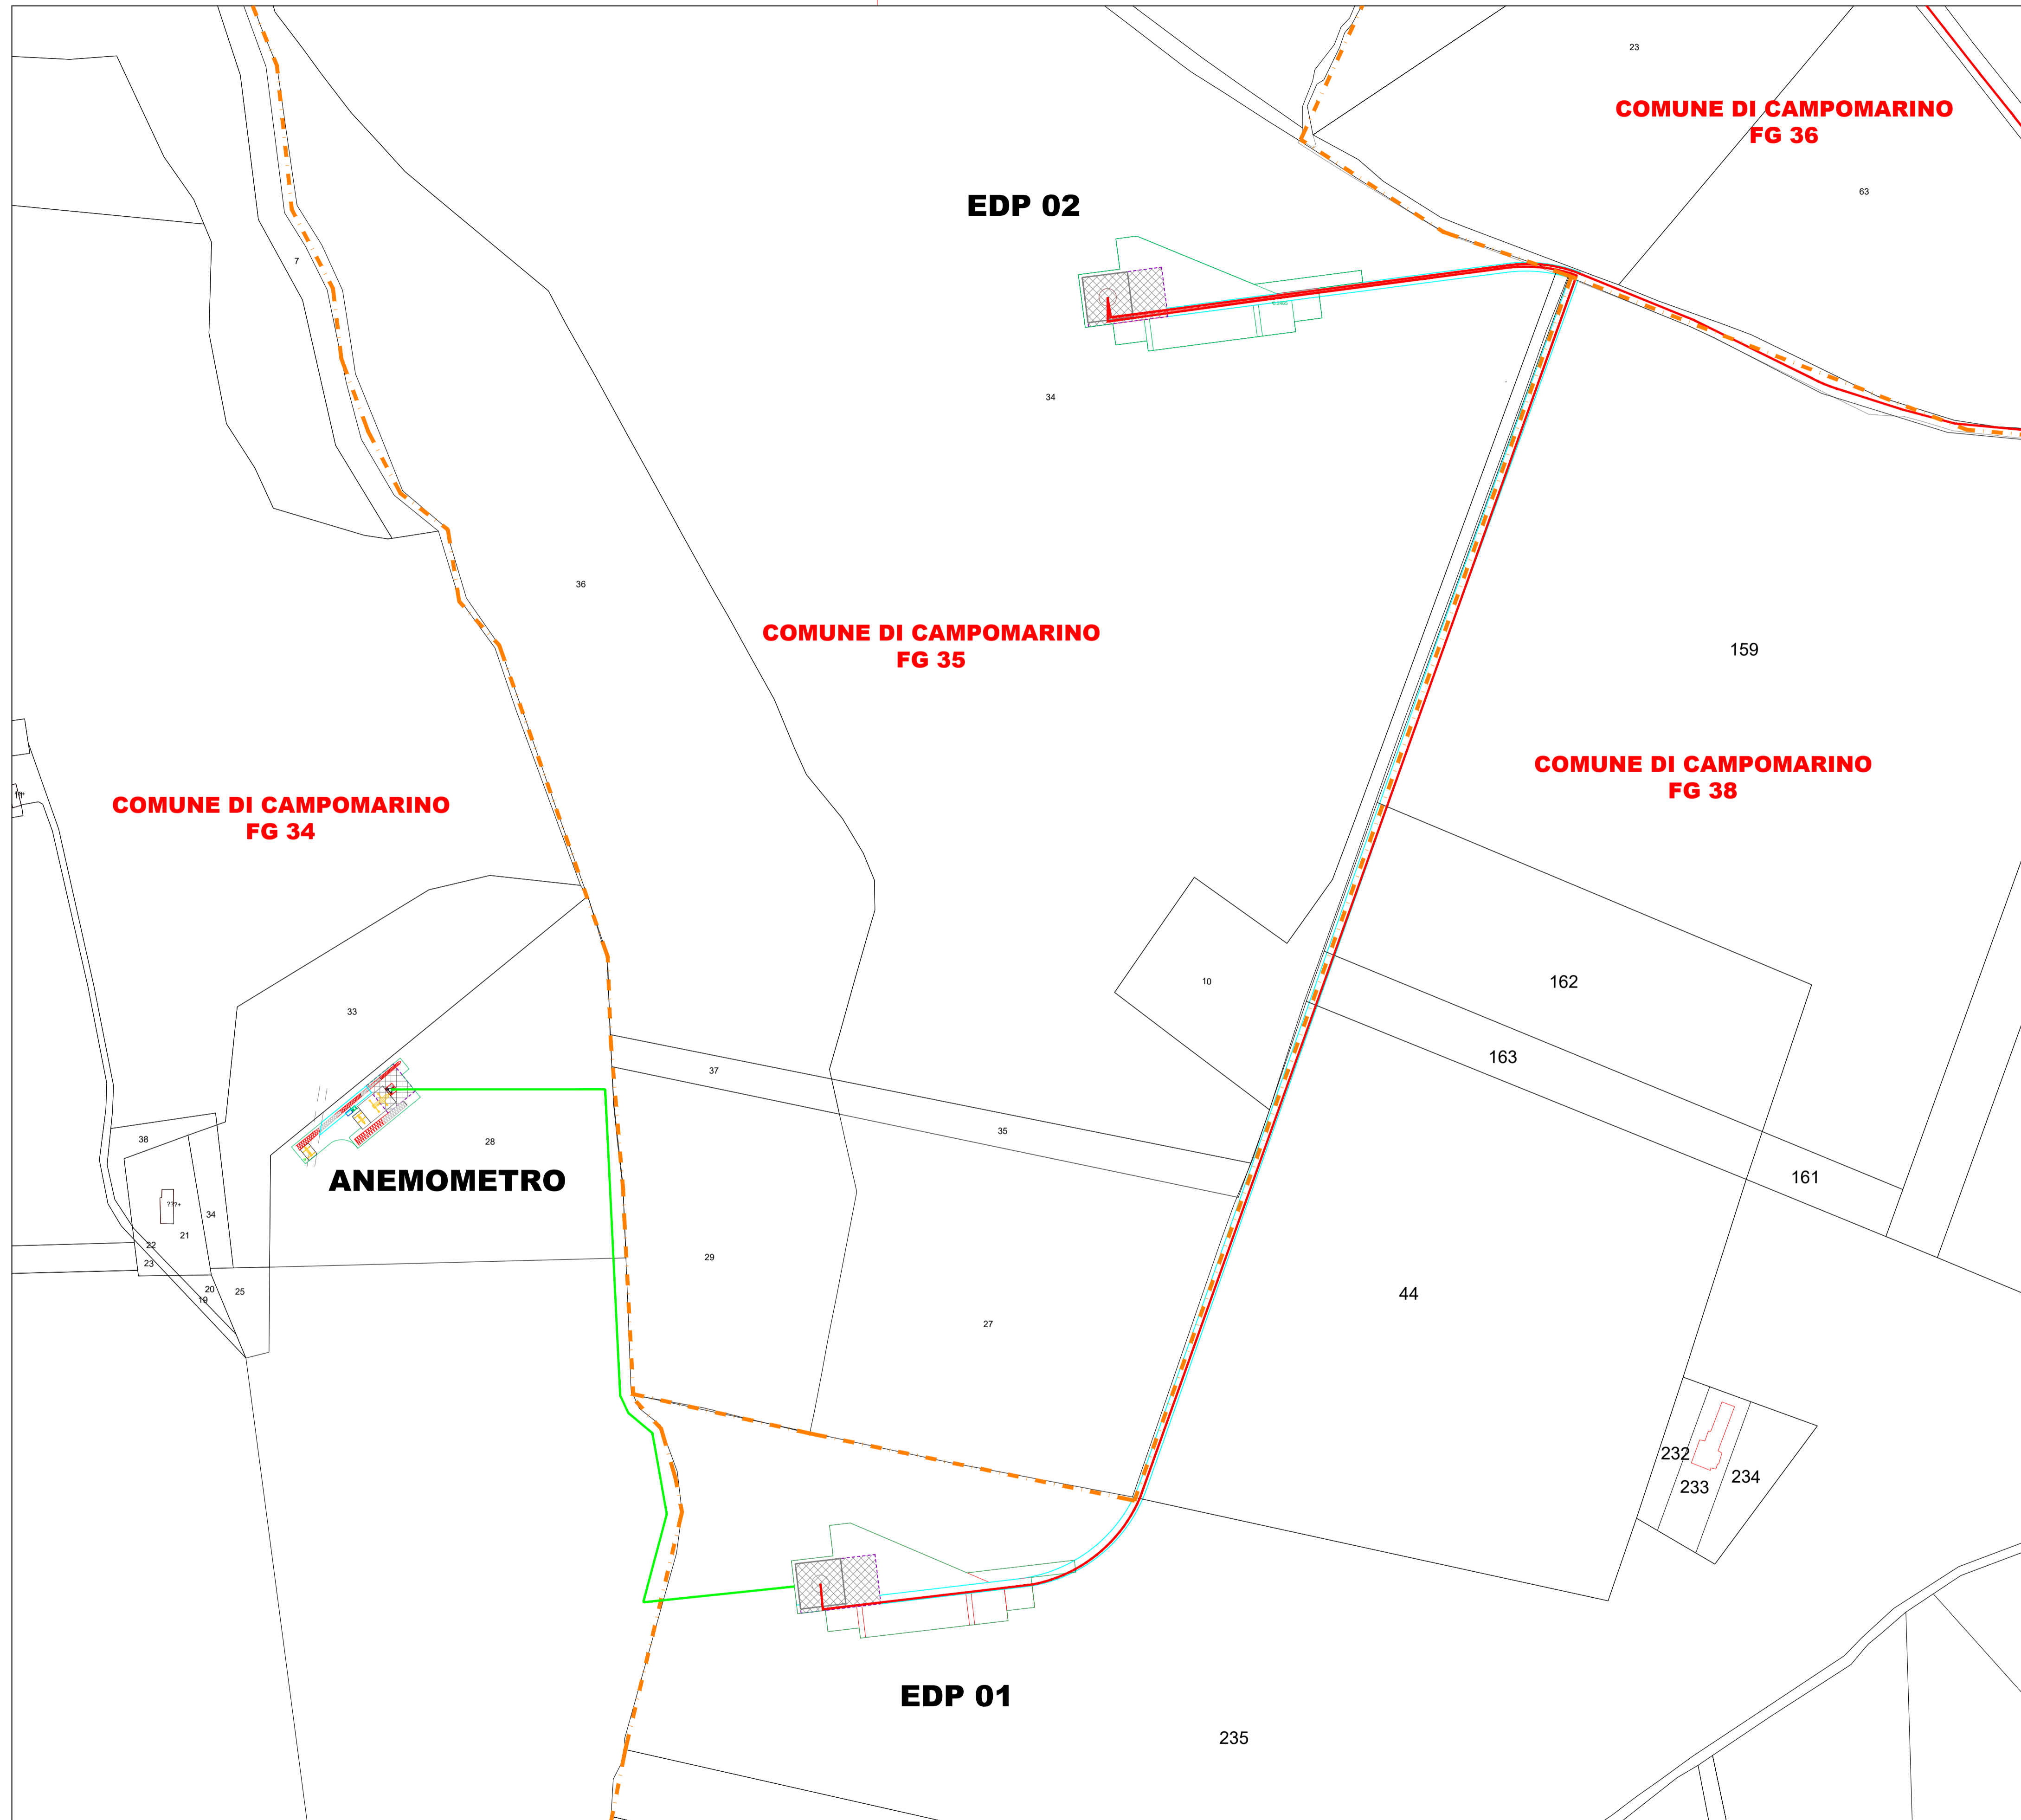 23
COMUNE DI CAMPOMARINO
FG 36
63
EDP 02
7
34
36
COMUNE DI CAMPOMARINO
FG 35
159
COMUNE DI CAMPOMARINO
FG 38
COMUNE DI CAMPOMARINO
FG 34
10
162
33
163
37
35
38
28
161
ANEMOMETRO
???+
34
21
22
29
23
20
25
19
44
27
232
234
233
EDP 01
235